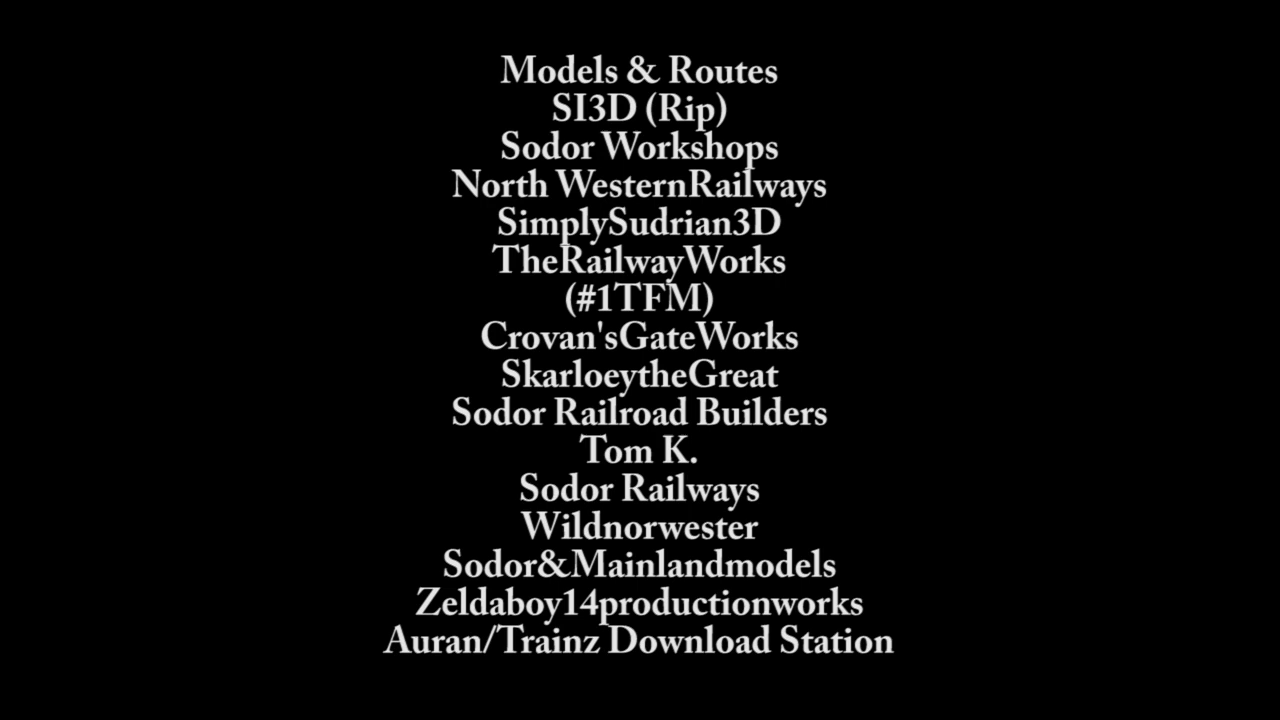 Models & Routes
SI3D (Rip)
Sodor Workshops
North WesternRailways
SimplySudrian3D
TheRailwayWorks
(#1TFM)
Crovan'sGateWorks
SkarloeytheGreat
Sodor Railroad Builders
Tom K.
Sodor Railways
Wildnorwester
Sodor&Mainlandmodels
Zeldaboy14productionworks
Auran/Trainz Download Station